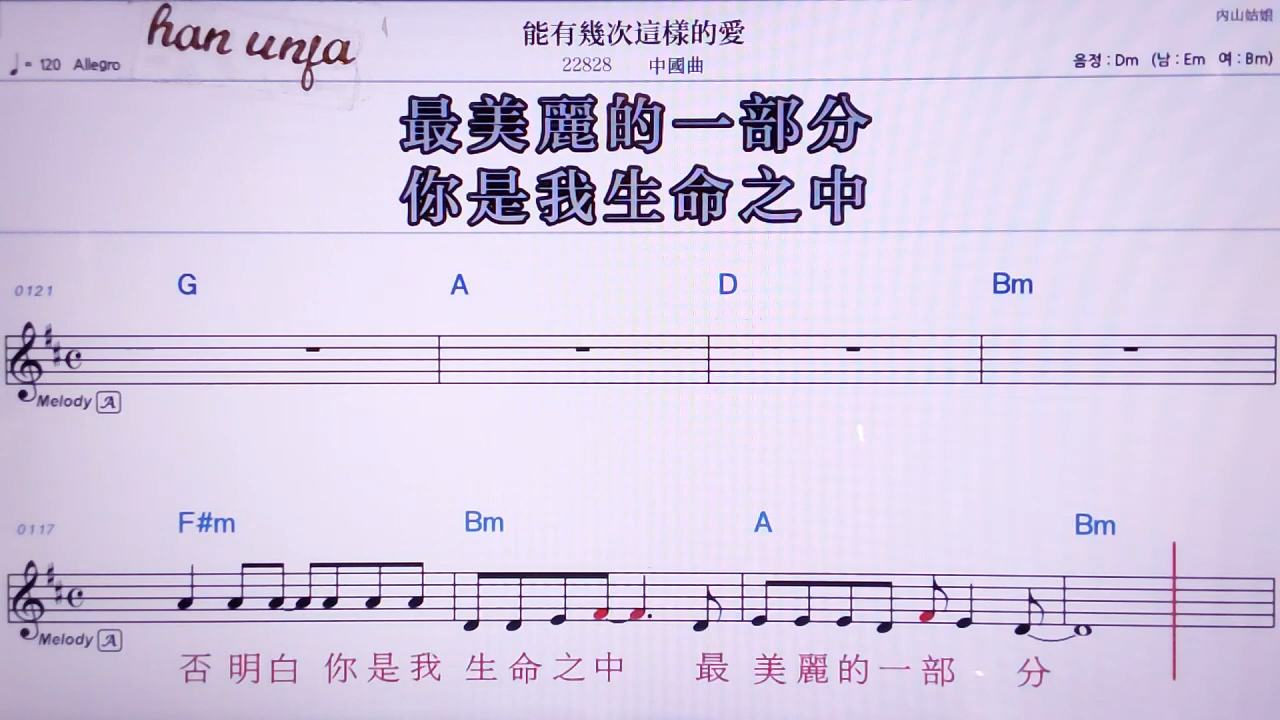 han unfa
能有幾次這樣的愛
內山姑娘
♩= 120 Allegro
22828 中國曲
음정 : Dm (남 : Em 여 : Bm)
最美麗的一部分
你是我生命之中
0121
G A D Bm
Melody A
0117
F#m Bm A Bm
Melody A
否明白 你是我 生命之中 最 美麗的一部 分